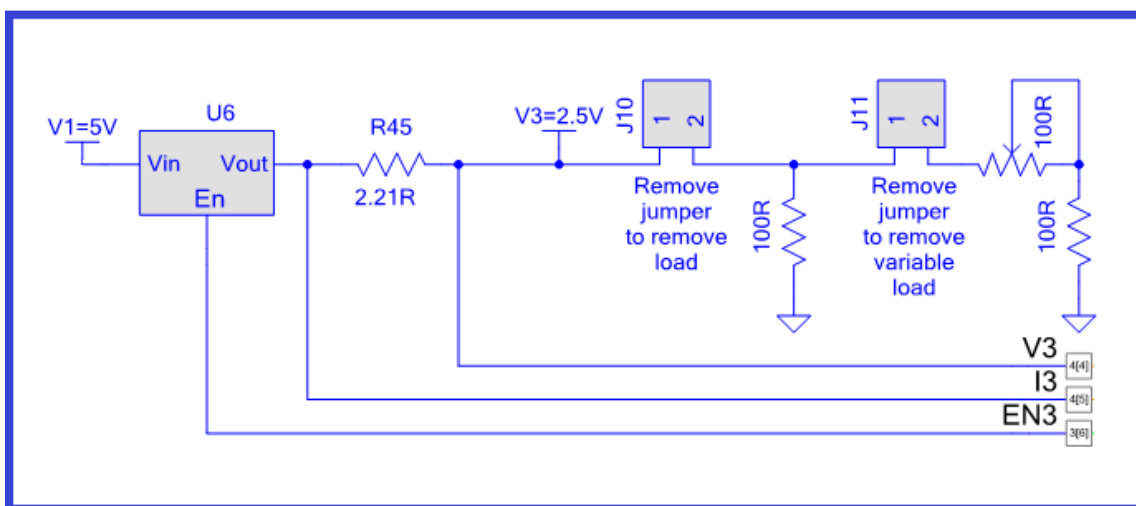 U6
V1=5V
Vin
Vout
En
R45
2.21R
V3=2.5V
J10
1
2
Remove
jumper
to remove
load
100R
J11
1
2
Remove
jumper
to remove
variable
load
100R
100R
V3
4[4]
I3
4[5]
EN3
3[6]